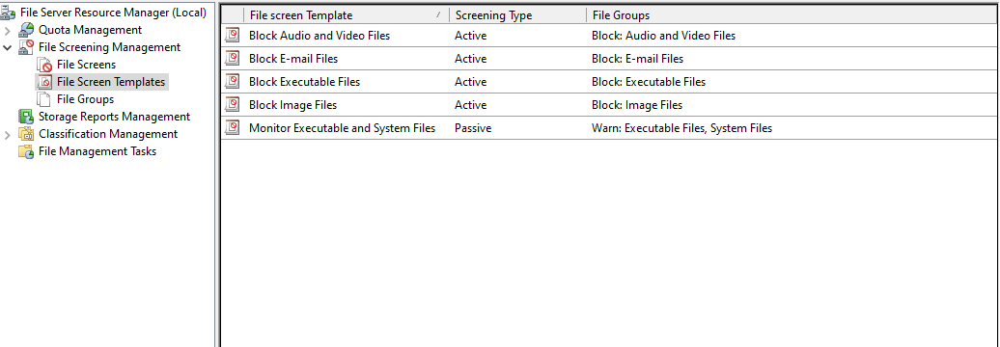 File Server Resource Manager (Local)
Quota Management
File Screening Management
File Screens
File Screen Templates
File Groups
Storage Reports Management
Classification Management
File Management Tasks
File screen Template Screening Type File Groups
Block Audio and Video Files Active Block: Audio and Video Files
Block E-mail Files Active Block: E-mail Files
Block Executable Files Active Block: Executable Files
Block Image Files Active Block: Image Files
Monitor Executable and System Files Passive Warn: Executable Files, System Files